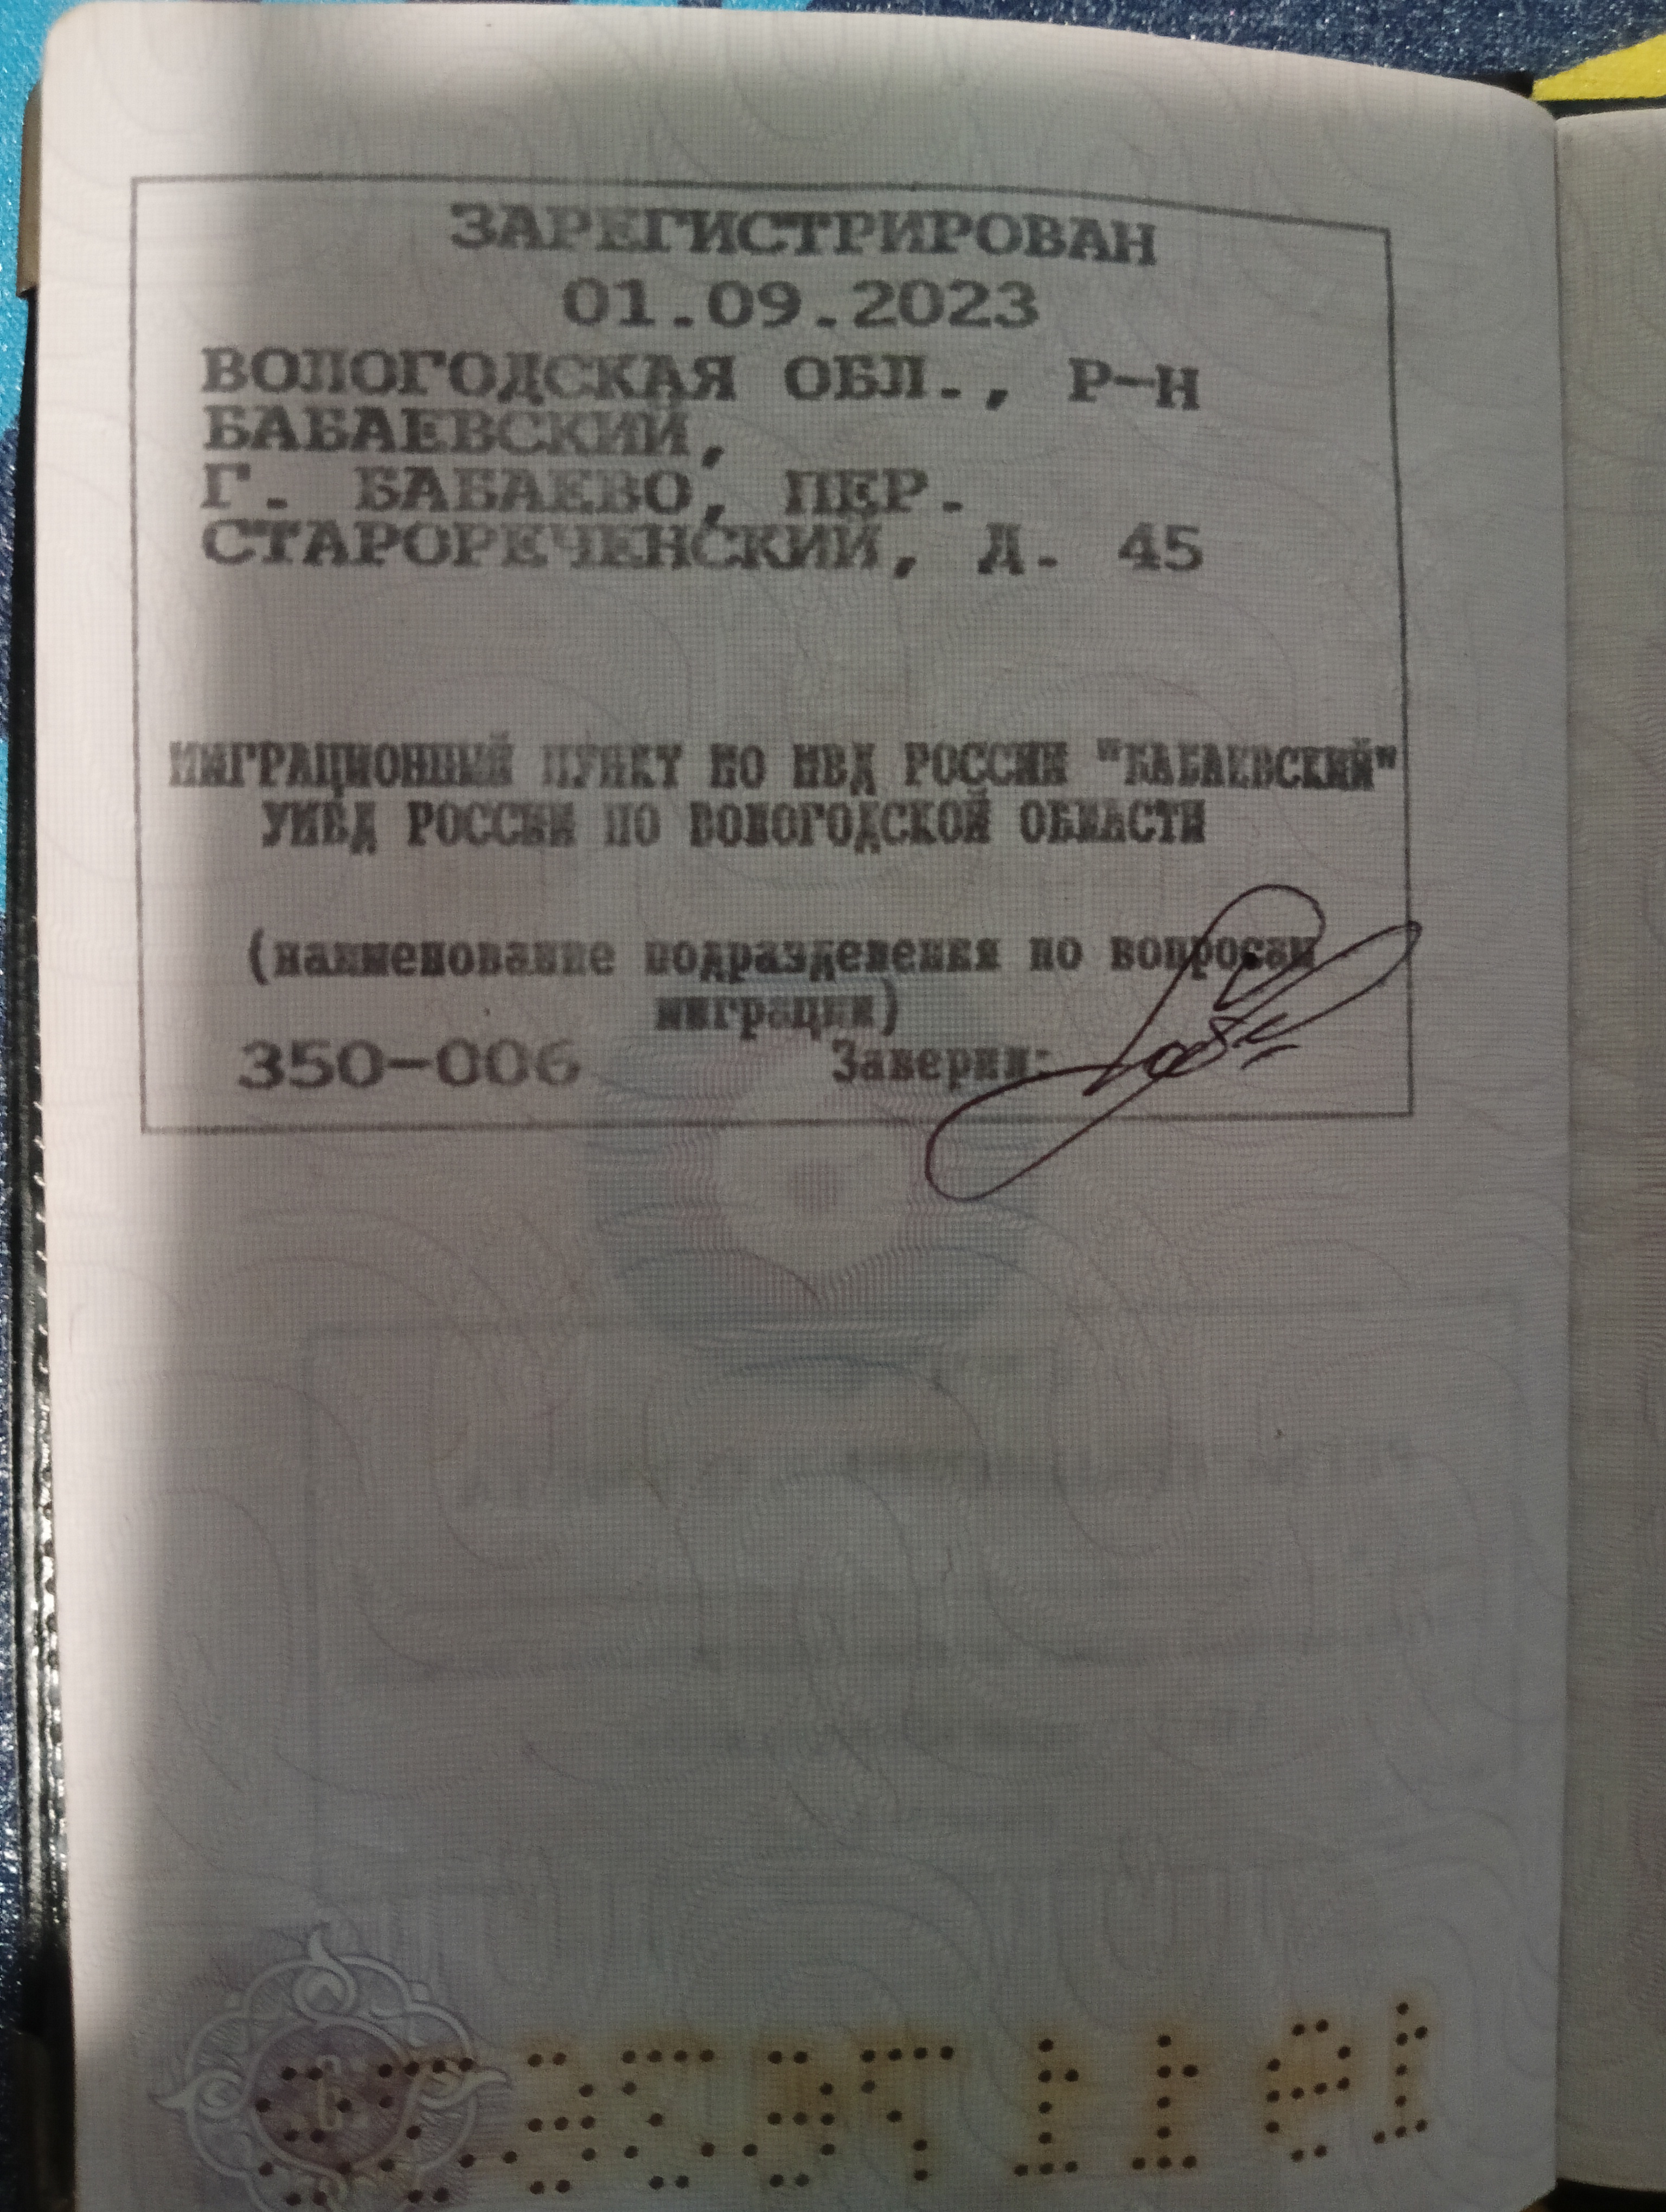 ЗАРЕГИСТРИРОВАН
01.09.2023
ВОЛОГОДСКАЯ ОБЛ., Р-Н
БАБАЕВСКИЙ,
Г. БАБАЕВО, ПЕР.
СТАРОРЕЧЕНСКИЙ, Д. 45
МИГРАЦИОННЫЙ ПУНКТ МО МВД РОССИИ "БАБАЕВСКИЙ"
УМВД РОССИИ ПО ВОЛОГОДСКОЙ ОБЛАСТИ
(наименование подразделения по вопросам
миграции)
350-006 Заверил: